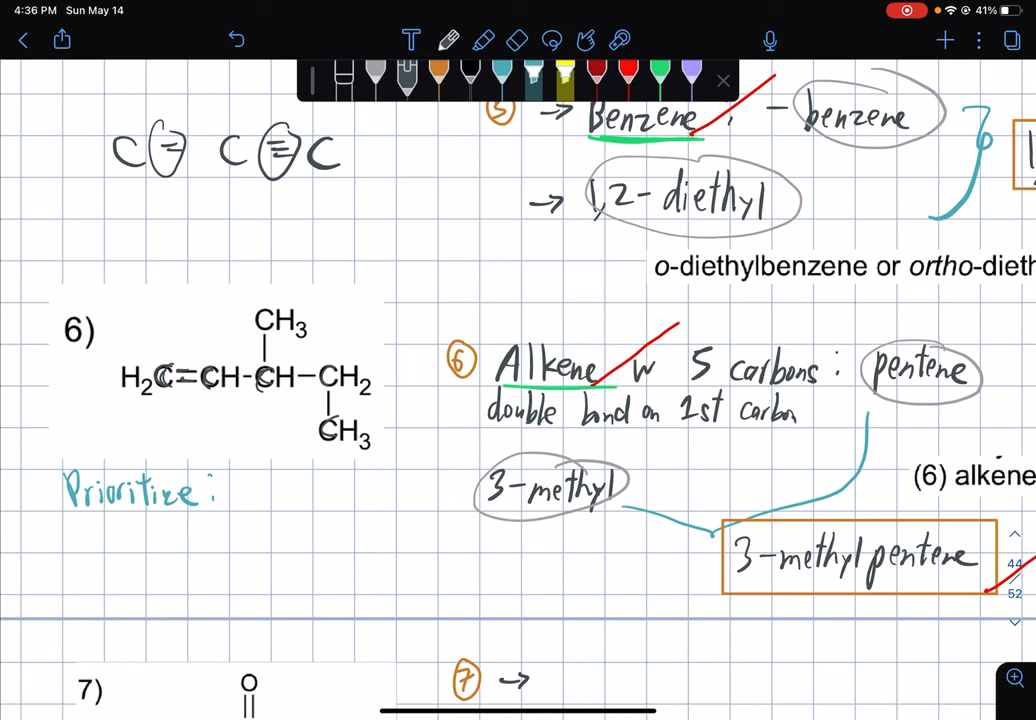 4:36 PM Sun May 14
41%
C = C ≡ C
5 → Benzene : - benzene
→ 1,2- diethyl
o-diethylbenzene or ortho-dieth
6)
CH3
H2C=CH-CH-CH2
CH3
6 Alkene w 5 carbons : pentene
double bond on 1st carbon
Prioritize :
3-methyl
(6) alkene
3-methyl pentene
44
52
7)
O
7 →